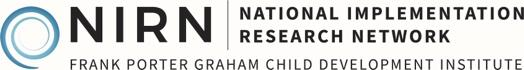 NIRN
NATIONAL IMPLEMENTATION
RESEARCH NETWORK
FRANK PORTER GRAHAM CHILD DEVELOPMENT INSTITUTE